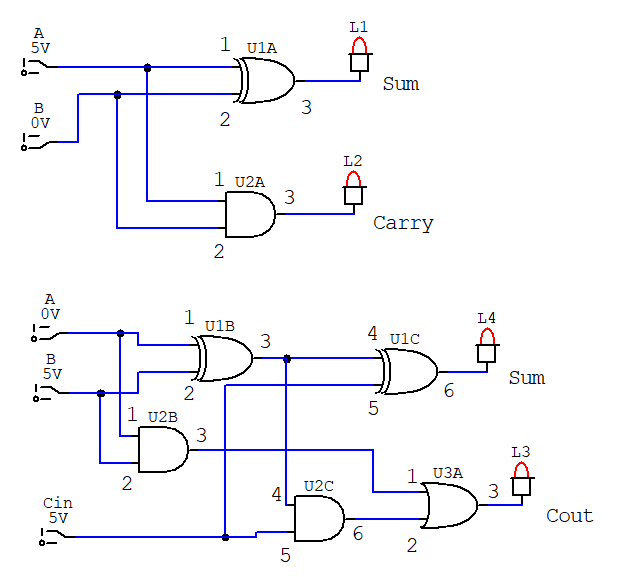 A
5V
B
0V
1
U1A
2
3
L1
Sum
1
U2A
2
3
L2
Carry
A
0V
B
5V
Cin
5V
1
U1B
2
3
1
U2B
2
3
4
U1C
5
6
L4
Sum
4
U2C
5
6
1
U3A
2
3
L3
Cout